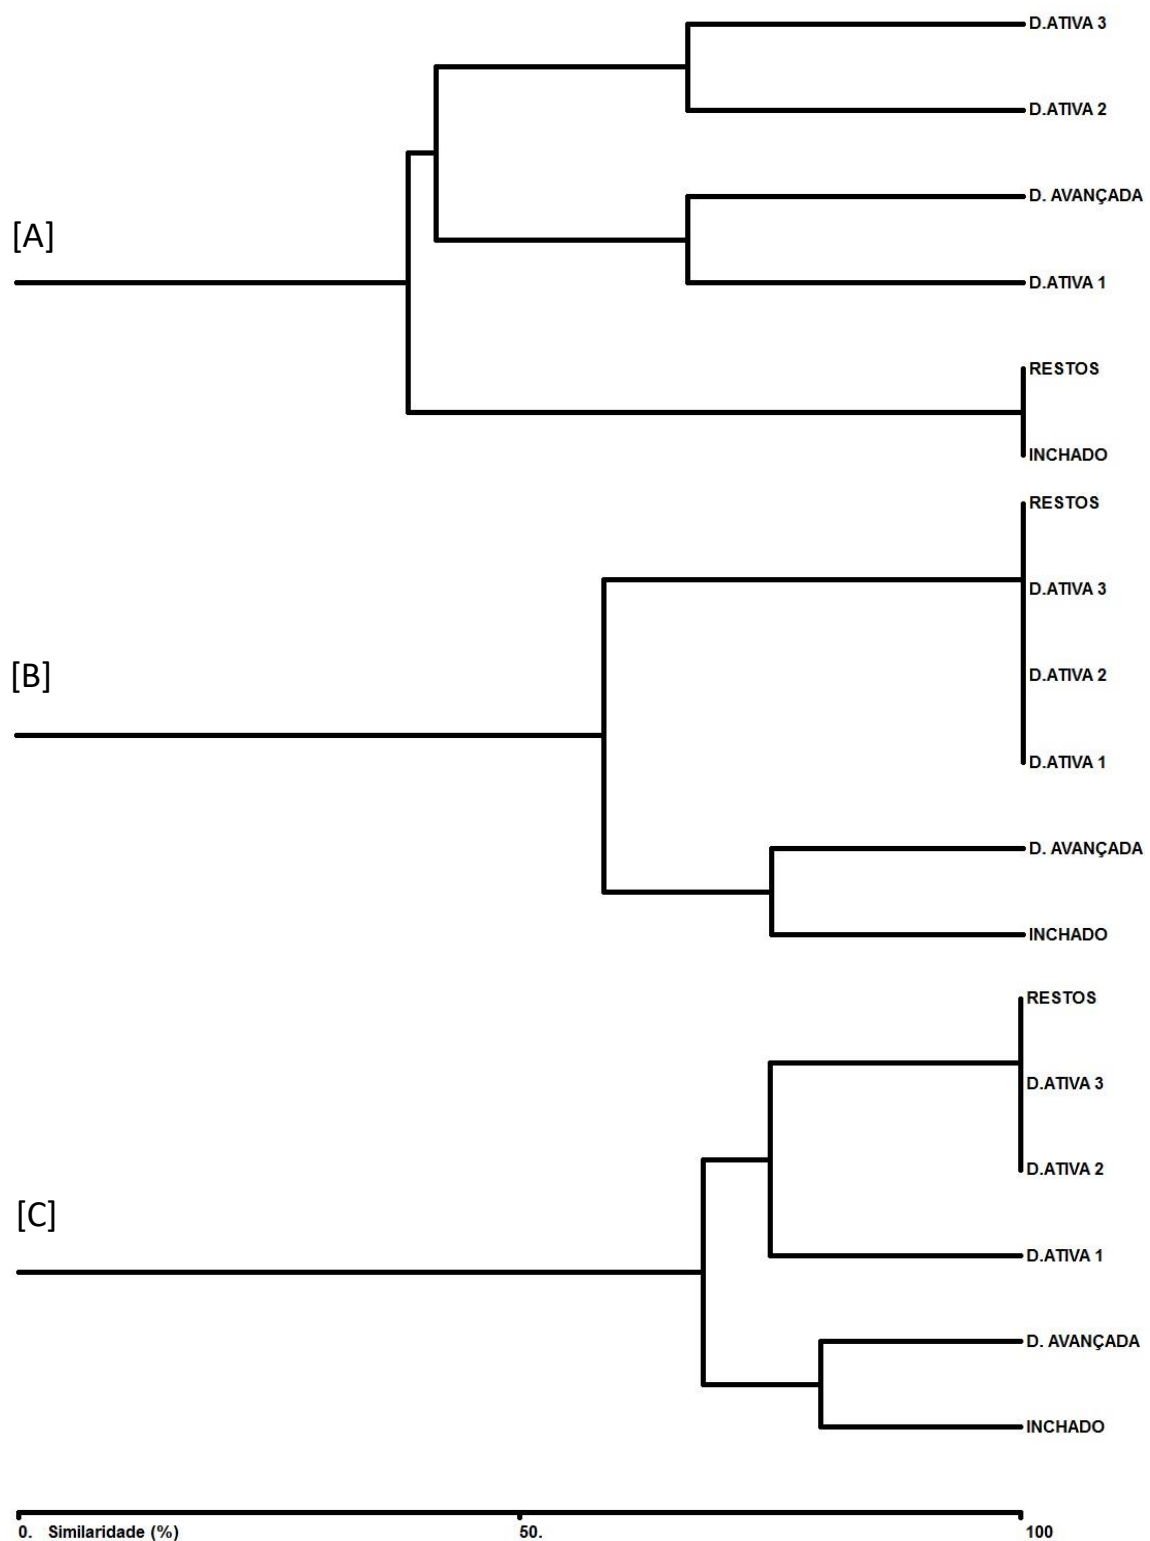 D.ATIVA 3
D.ATIVA 2
D. AVANÇADA
[A]
D.ATIVA 1
RESTOS
INCHADO
RESTOS
D.ATIVA 3
[B]
D.ATIVA 2
D.ATIVA 1
D. AVANÇADA
INCHADO
RESTOS
D.ATIVA 3
D.ATIVA 2
[C]
D.ATIVA 1
D. AVANÇADA
INCHADO
0. Similaridade (%) 50. 100